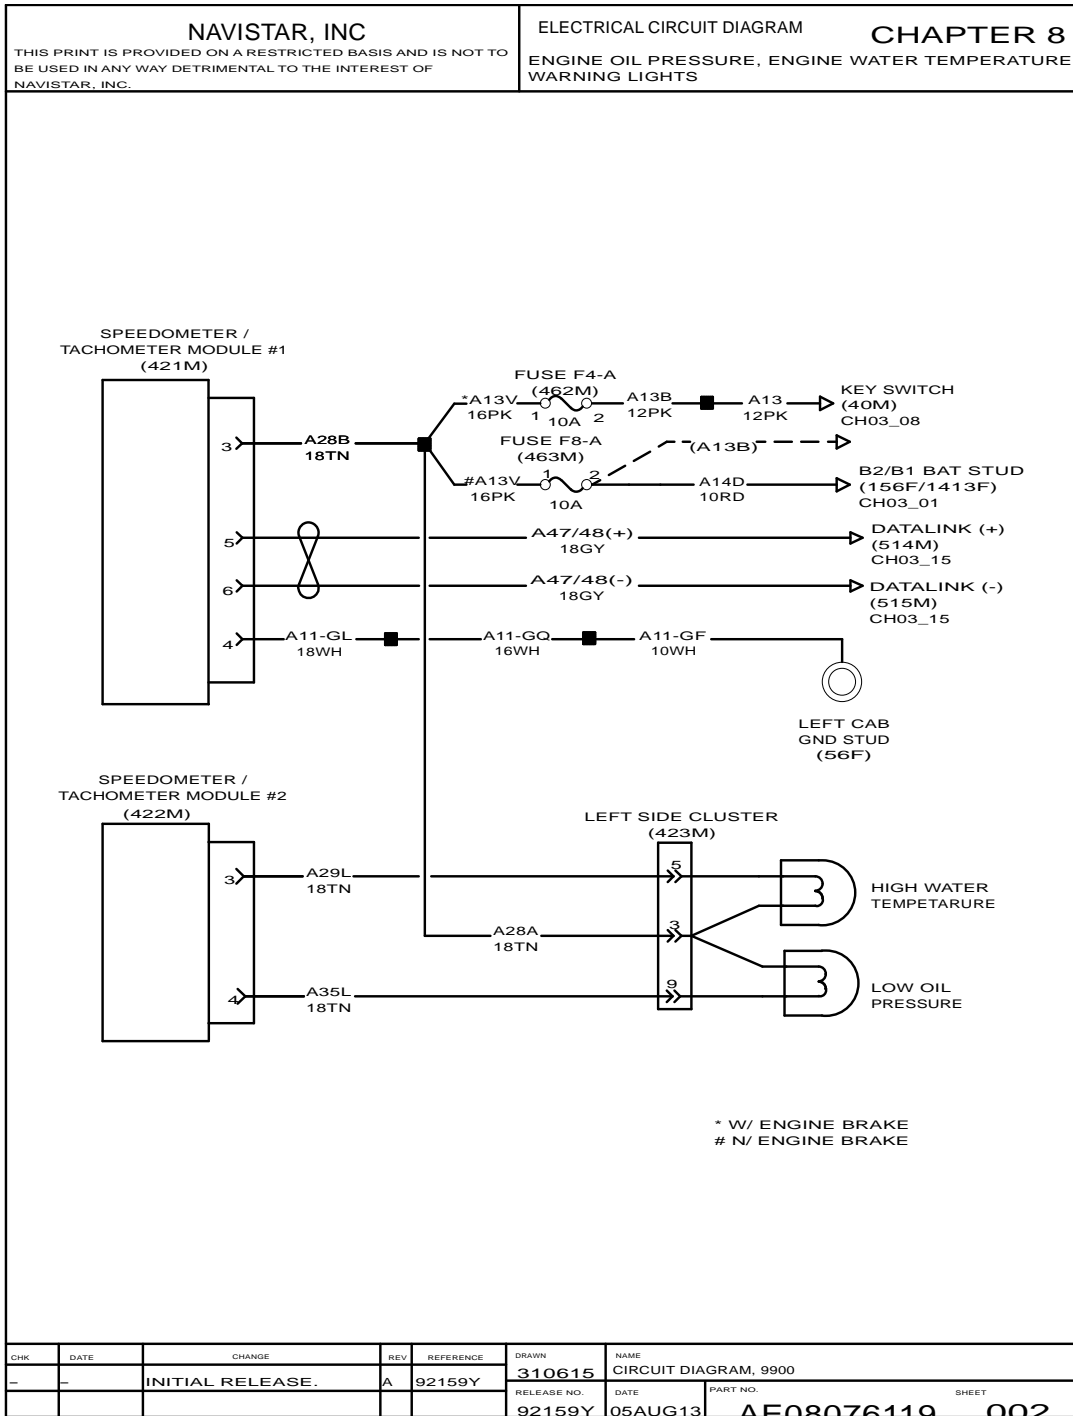 NAVISTAR, INC
THIS PRINT IS PROVIDED ON A RESTRICTED BASIS AND IS NOT TO
BE USED IN ANY WAY DETRIMENTAL TO THE INTEREST OF
NAVISTAR, INC.
ELECTRICAL CIRCUIT DIAGRAM
CHAPTER 8
ENGINE OIL PRESSURE, ENGINE WATER TEMPERATURE
WARNING LIGHTS
SPEEDOMETER /
TACHOMETER MODULE #1
(421M)
3
A28B
18TN
*A13V
16PK
FUSE F4-A
(462M)
1
10A
2
A13B
12PK
A13
12PK
KEY SWITCH
(40M)
CH03_08
#A13V
16PK
FUSE F8-A
(463M)
1
2
10A
(A13B)
A14D
10RD
B2/B1 BAT STUD
(156F/1413F)
CH03_01
5
A47/48(+)
18GY
DATALINK (+)
(514M)
CH03_15
6
A47/48(-)
18GY
DATALINK (-)
(515M)
CH03_15
4
A11-GL
18WH
A11-GQ
16WH
A11-GF
10WH
LEFT CAB
GND STUD
(56F)
SPEEDOMETER /
TACHOMETER MODULE #2
(422M)
LEFT SIDE CLUSTER
(423M)
3
A29L
18TN
5
HIGH WATER
TEMPETARURE
A28A
18TN
3
4
A35L
18TN
9
LOW OIL
PRESSURE
* W/ ENGINE BRAKE
# N/ ENGINE BRAKE
CHK
DATE
CHANGE
REV
REFERENCE
DRAWN
NAME
–
–
INITIAL RELEASE.
A
92159Y
310615
CIRCUIT DIAGRAM, 9900
RELEASE NO.
DATE
PART NO.
SHEET
92159Y
05AUG13
AE08076119
002